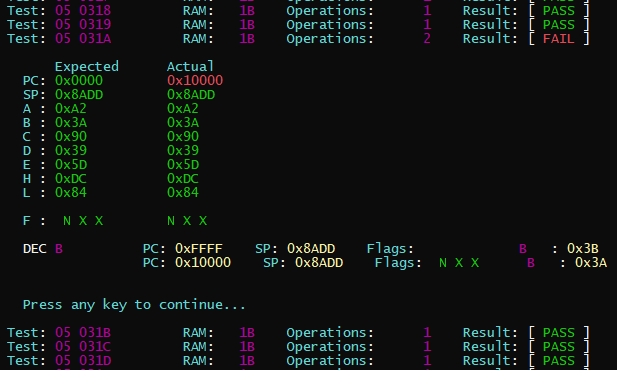 Test: 05 0318 RAM: 1B Operations: 1 Result: [ PASS ]
Test: 05 0319 RAM: 1B Operations: 1 Result: [ PASS ]
Test: 05 031A RAM: 1B Operations: 2 Result: [ FAIL ]
Expected Actual
PC: 0x0000 0x10000
SP: 0x8ADD 0x8ADD
A : 0xA2 0xA2
B : 0x3A 0x3A
C : 0x90 0x90
D : 0x39 0x39
E : 0x5D 0x5D
H : 0xDC 0xDC
L : 0x84 0x84
F : N X X N X X
DEC B PC: 0xFFFF SP: 0x8ADD Flags: B : 0x3B
PC: 0x10000 SP: 0x8ADD Flags: N X X B : 0x3A
Press any key to continue...
Test: 05 031B RAM: 1B Operations: 1 Result: [ PASS ]
Test: 05 031C RAM: 1B Operations: 1 Result: [ PASS ]
Test: 05 031D RAM: 1B Operations: 1 Result: [ PASS ]